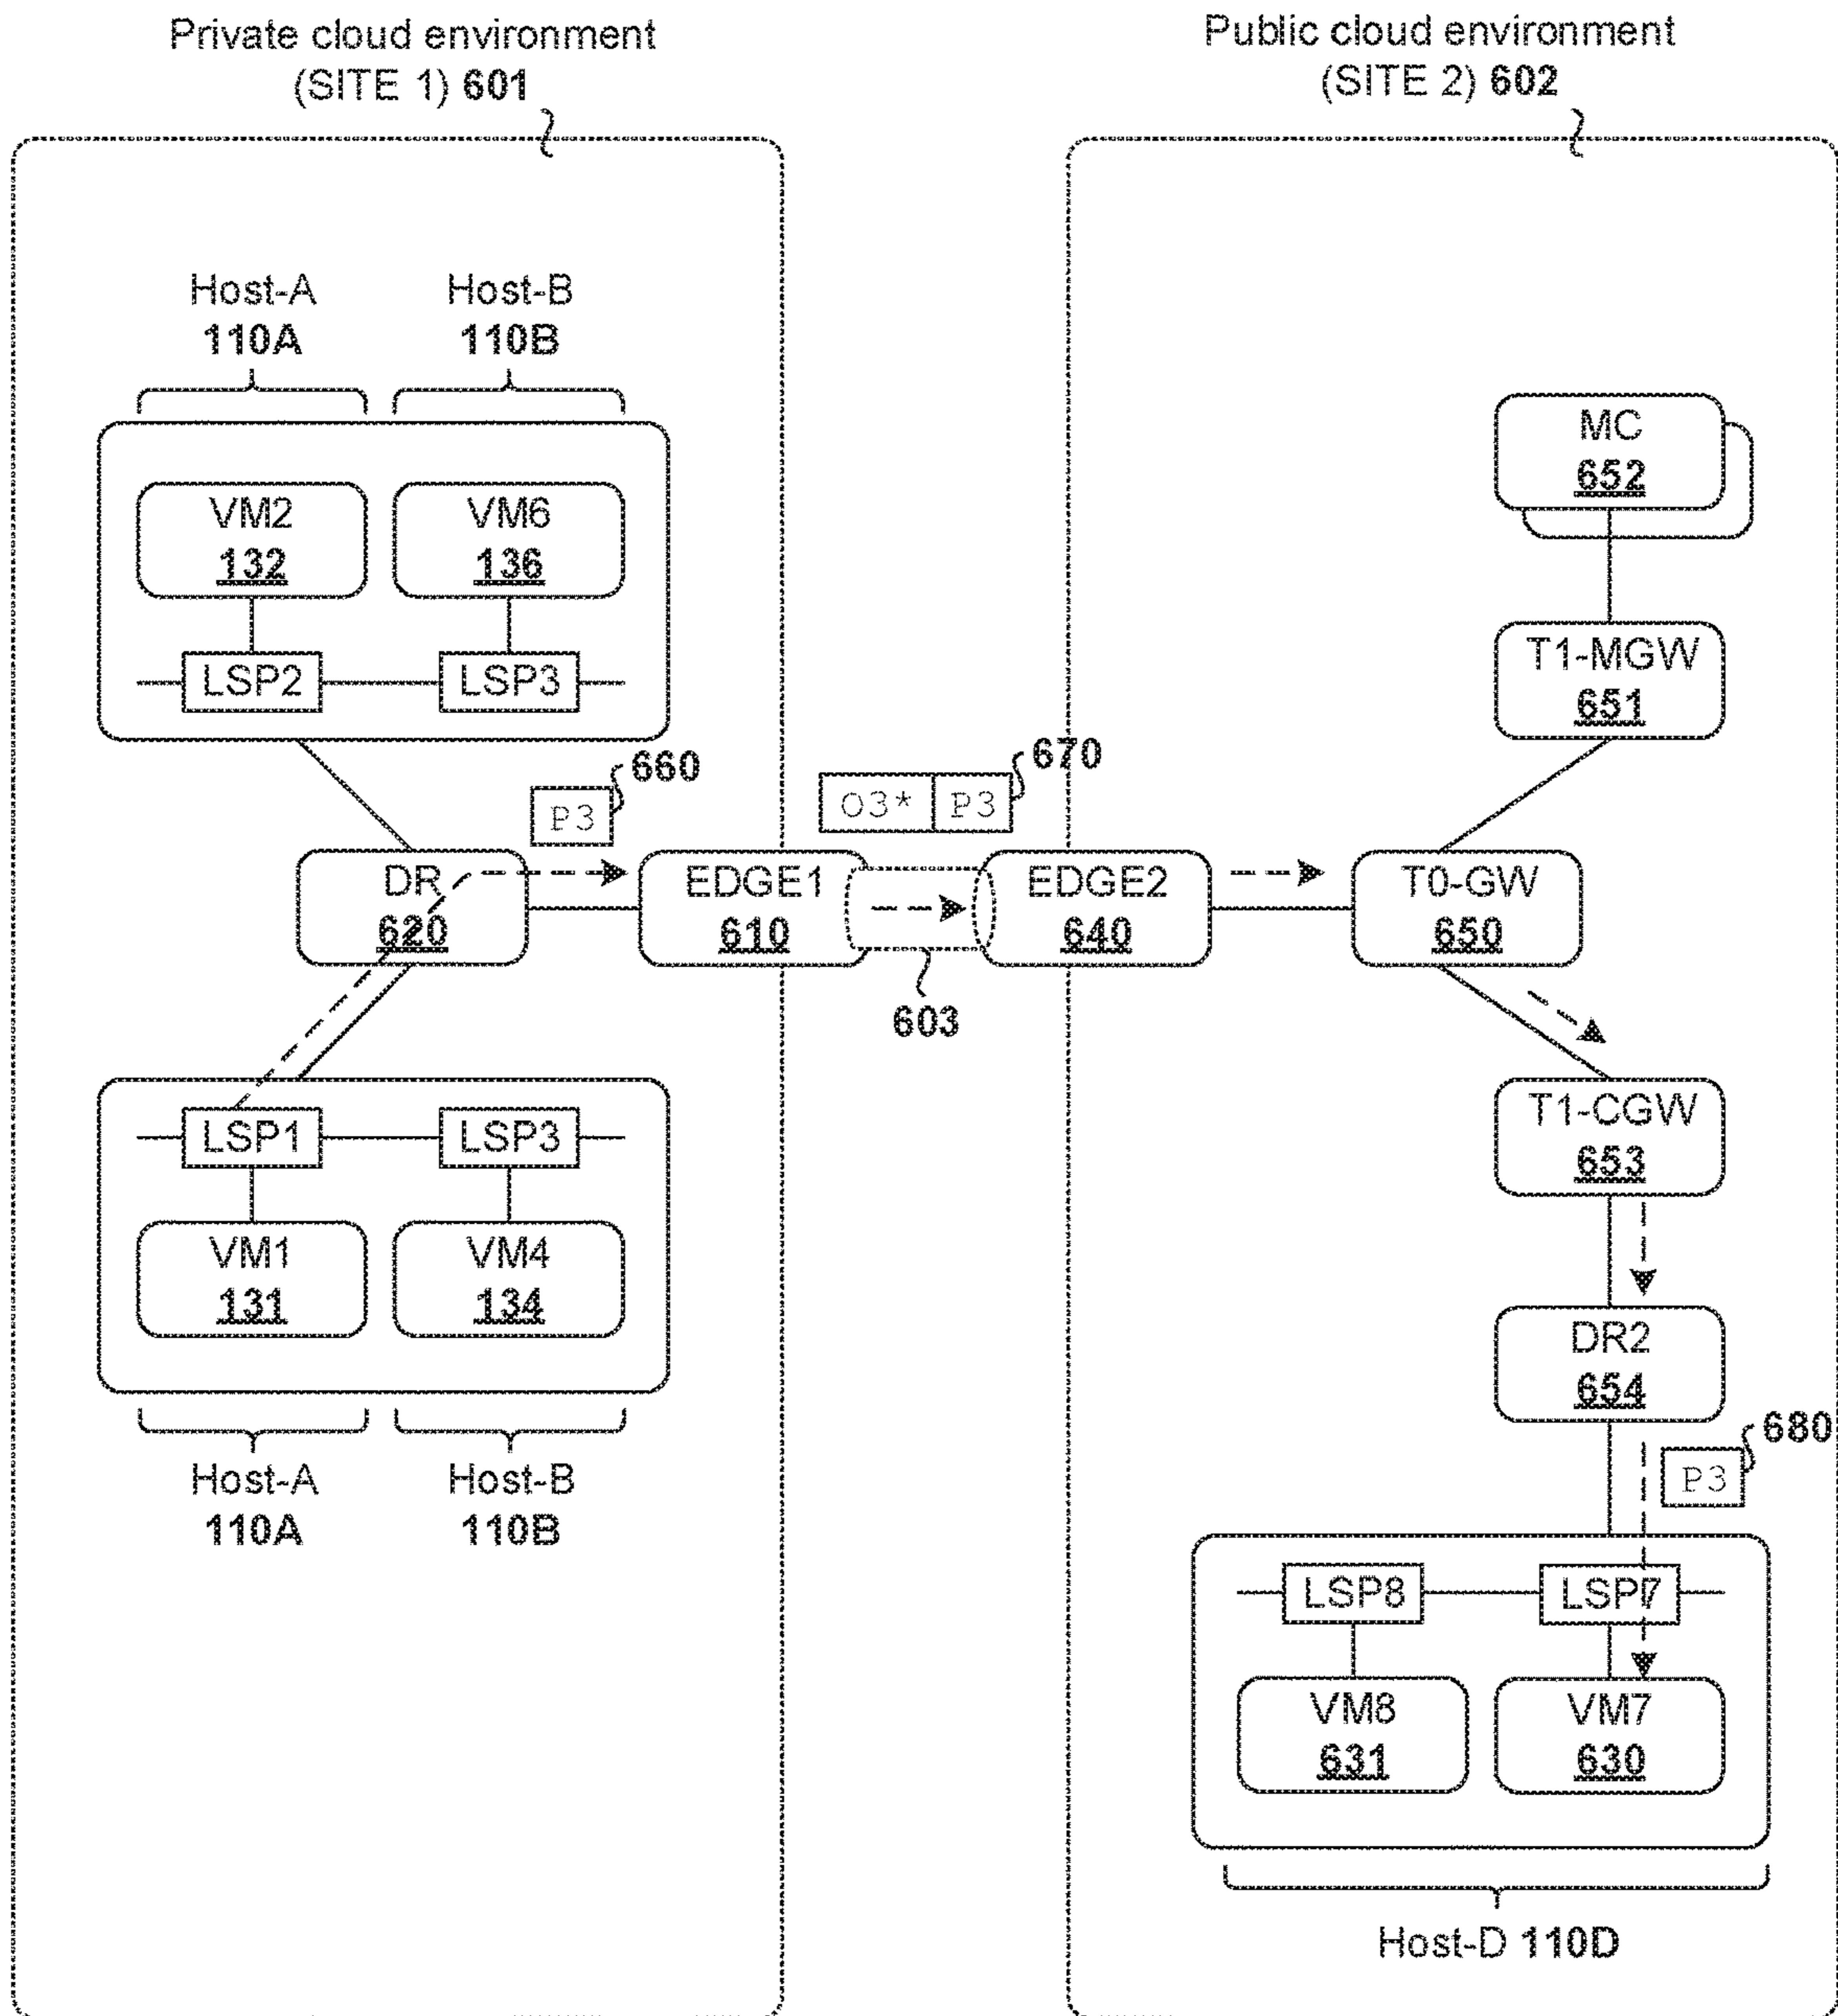 Private cloud environment
(SITE 1) 601
Public cloud environment
(SITE 2) 602
Host-A
110A
Host-B
110B
VM2
132
VM6
136
LSP2
LSP3
MC
652
T1-MGW
651
660
P3
670
O3*
P3
DR
620
EDGE1
610
EDGE2
640
T0-GW
650
603
LSP1
LSP3
VM1
131
VM4
134
Host-A
110A
Host-B
110B
T1-CGW
653
DR2
654
680
P3
LSP8
LSP7
VM8
631
VM7
630
Host-D 110D